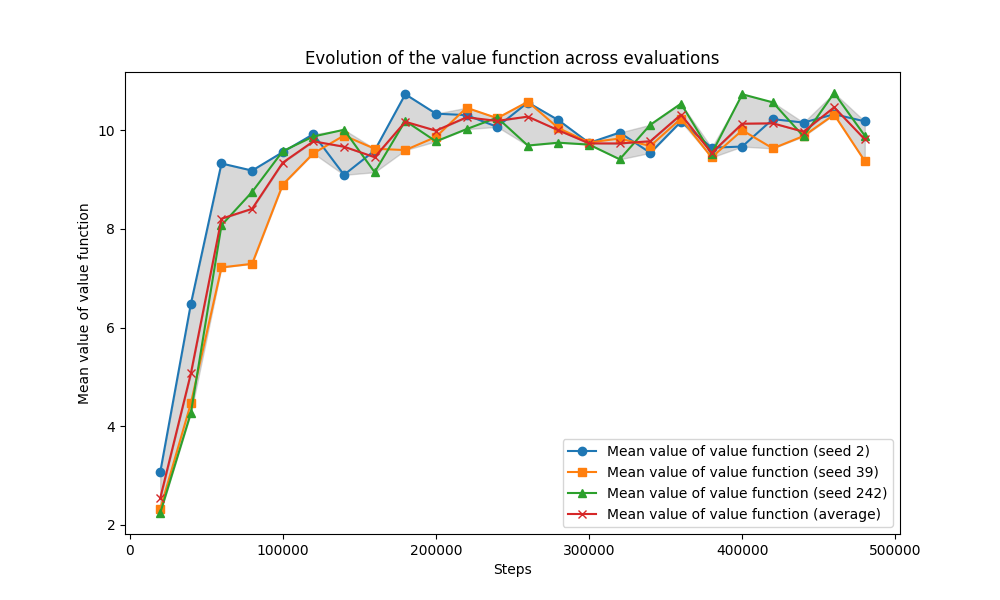 Evolution of the value function across evaluations
Mean value of value function
10
8
6
4
2
0
100000
200000
300000
400000
500000
Steps
Mean value of value function (seed 2)
Mean value of value function (seed 39)
Mean value of value function (seed 242)
Mean value of value function (average)